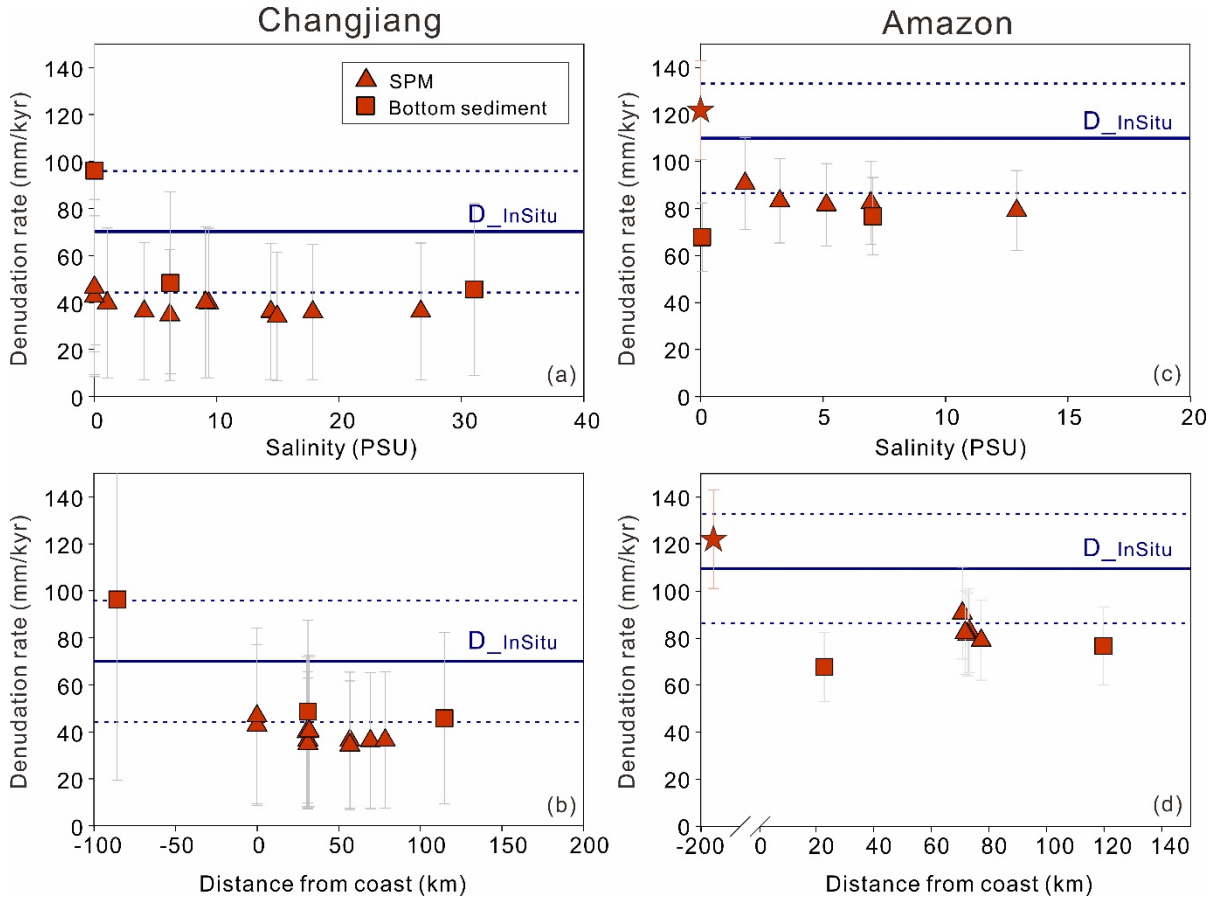 Changjiang
Amazon
Denudation rate (mm/kyr)
140
120
100
80
60
40
20
0
SPM
Bottom sediment
D_InSitu
(a)
0
10
20
30
40
Salinity (PSU)
Denudation rate (mm/kyr)
140
120
100
80
60
40
20
0
D_InSitu
(c)
0
5
10
15
20
Salinity (PSU)
Denudation rate (mm/kyr)
140
120
100
80
60
40
20
0
D_InSitu
(b)
-100
-50
0
50
100
150
200
Distance from coast (km)
Denudation rate (mm/kyr)
140
120
100
80
60
40
20
0
D_InSitu
(d)
-200
0
20
40
60
80
100
120
140
Distance from coast (km)